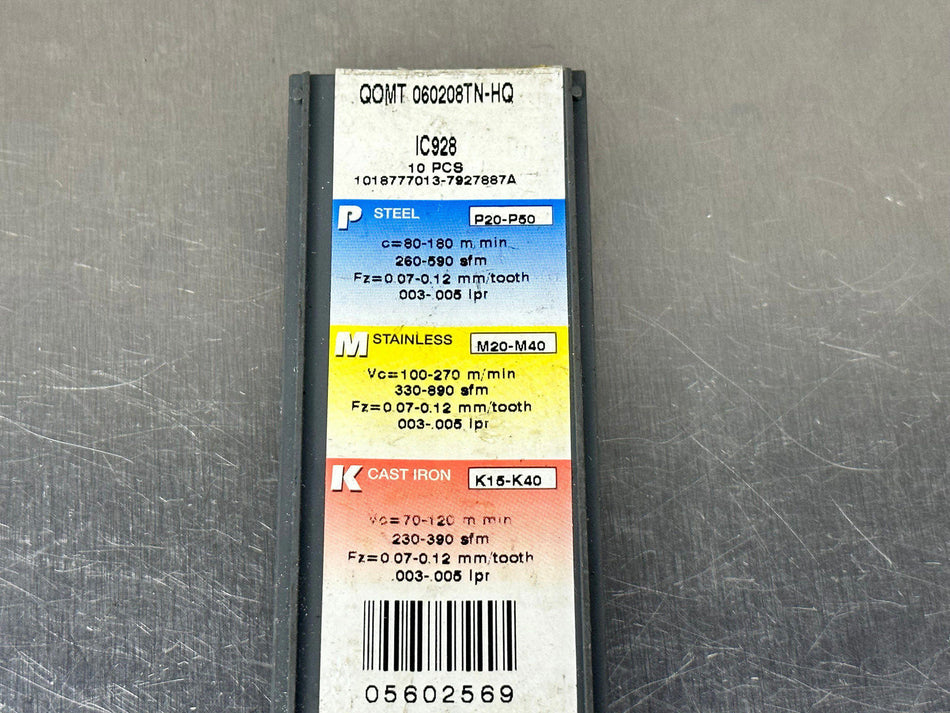 QOMT 060208TN-HQ
IC928
10 PCS
1018777013-7927887A
P STEEL P20-P50
c=80-180 m/min
260-590 sfm
Fz=0.07-0.12 mm/tooth
.003-.005 Ipr
M STAINLESS M20-M40
Vc=100-270 m/min
330-890 sfm
Fz=0.07-0.12 mm/tooth
.003-.005 Ipr
K CAST IRON K15-K40
Vc=70-120 m/min
230-390 sfm
Fz=0.07-0.12 mm/tooth
.003-.005 Ipr
05602569